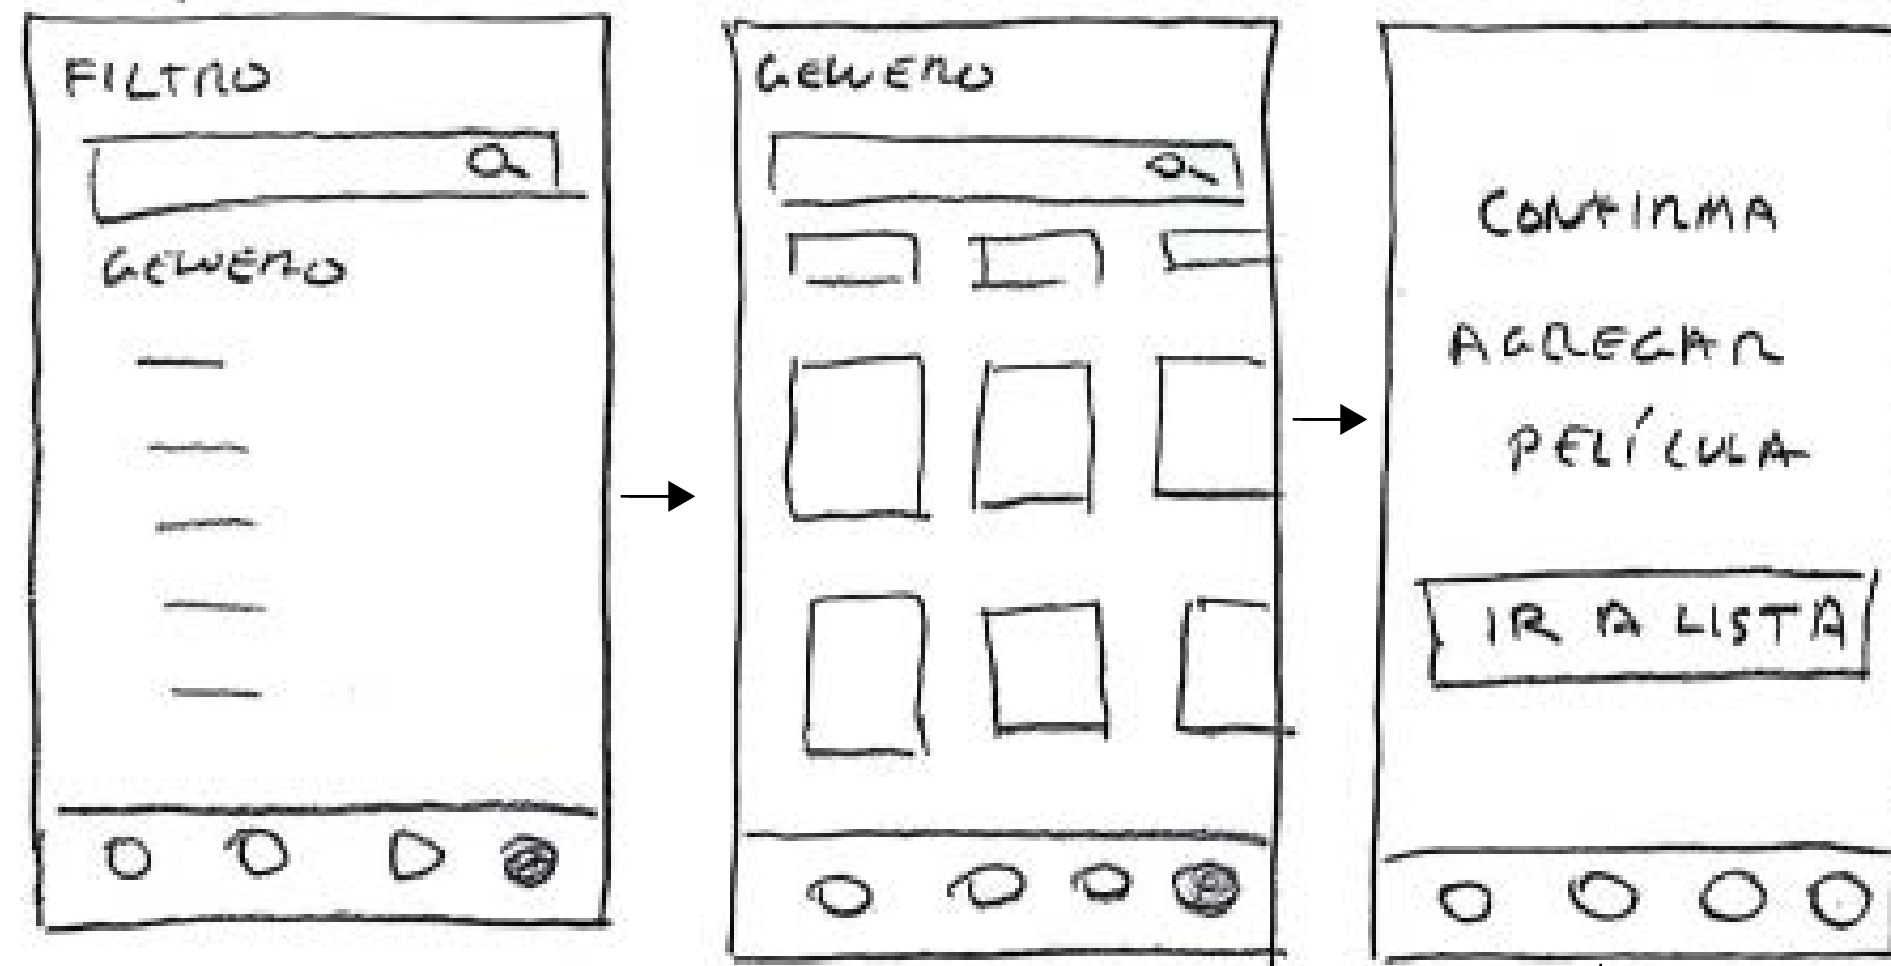 FILTRO
GENERO
GENERO
CONFIRMA
AGREGAR
PELÍCULA
IR A LISTA